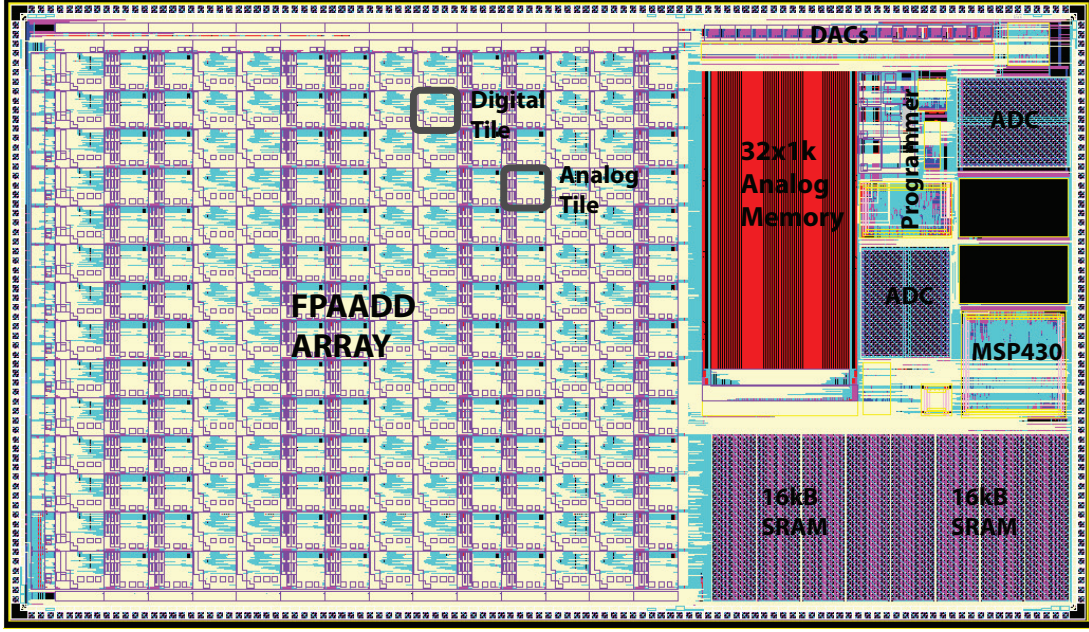 DACs
Digital
Tile
Analog
Tile
FPAADD
ARRAY
32x1k
Analog
Memory
Programmer
ADC
ADC
MSP430
16kB
SRAM
16kB
SRAM